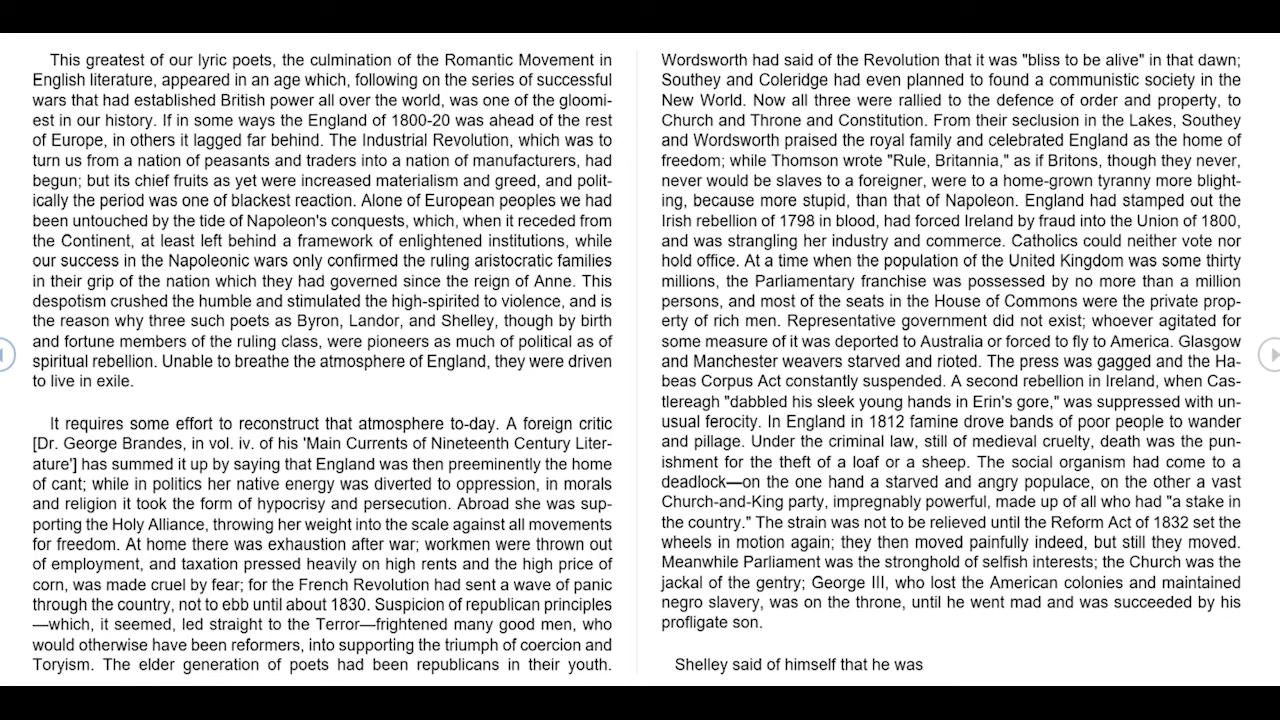 This greatest of our lyric poets, the culmination of the Romantic Movement in
English literature, appeared in an age which, following on the series of successful
wars that had established British power all over the world, was one of the gloomi-
est in our history. If in some ways the England of 1800-20 was ahead of the rest
of Europe, in others it lagged far behind. The Industrial Revolution, which was to
turn us from a nation of peasants and traders into a nation of manufacturers, had
begun; but its chief fruits as yet were increased materialism and greed, and polit-
ically the period was one of blackest reaction. Alone of European peoples we had
been untouched by the tide of Napoleon's conquests, which, when it receded from
the Continent, at least left behind a framework of enlightened institutions, while
our success in the Napoleonic wars only confirmed the ruling aristocratic families
in their grip of the nation which they had governed since the reign of Anne. This
despotism crushed the humble and stimulated the high-spirited to violence, and is
the reason why three such poets as Byron, Landor, and Shelley, though by birth
and fortune members of the ruling class, were pioneers as much of political as of
spiritual rebellion. Unable to breathe the atmosphere of England, they were driven
to live in exile.
It requires some effort to reconstruct that atmosphere to-day. A foreign critic
[Dr. George Brandes, in vol. iv. of his 'Main Currents of Nineteenth Century Liter-
ature'] has summed it up by saying that England was then preeminently the home
of cant; while in politics her native energy was diverted to oppression, in morals
and religion it took the form of hypocrisy and persecution. Abroad she was sup-
porting the Holy Alliance, throwing her weight into the scale against all movements
for freedom. At home there was exhaustion after war; workmen were thrown out
of employment, and taxation pressed heavily on high rents and the high price of
corn, was made cruel by fear; for the French Revolution had sent a wave of panic
through the country, not to ebb until about 1830. Suspicion of republican principles
—which, it seemed, led straight to the Terror—frightened many good men, who
would otherwise have been reformers, into supporting the triumph of coercion and
Toryism. The elder generation of poets had been republicans in their youth.
Wordsworth had said of the Revolution that it was "bliss to be alive" in that dawn;
Southey and Coleridge had even planned to found a communistic society in the
New World. Now all three were rallied to the defence of order and property, to
Church and Throne and Constitution. From their seclusion in the Lakes, Southey
and Wordsworth praised the royal family and celebrated England as the home of
freedom; while Thomson wrote "Rule, Britannia," as if Britons, though they never,
never would be slaves to a foreigner, were to a home-grown tyranny more blight-
ing, because more stupid, than that of Napoleon. England had stamped out the
Irish rebellion of 1798 in blood, had forced Ireland by fraud into the Union of 1800,
and was strangling her industry and commerce. Catholics could neither vote nor
hold office. At a time when the population of the United Kingdom was some thirty
millions, the Parliamentary franchise was possessed by no more than a million
persons, and most of the seats in the House of Commons were the private prop-
erty of rich men. Representative government did not exist; whoever agitated for
some measure of it was deported to Australia or forced to fly to America. Glasgow
and Manchester weavers starved and rioted. The press was gagged and the Ha-
beas Corpus Act constantly suspended. A second rebellion in Ireland, when Cas-
tlereagh "dabbled his sleek young hands in Erin's gore," was suppressed with un-
usual ferocity. In England in 1812 famine drove bands of poor people to wander
and pillage. Under the criminal law, still of medieval cruelty, death was the pun-
ishment for the theft of a loaf or a sheep. The social organism had come to a
deadlock—on the one hand a starved and angry populace, on the other a vast
Church-and-King party, impregnably powerful, made up of all who had "a stake in
the country." The strain was not to be relieved until the Reform Act of 1832 set the
wheels in motion again; they then moved painfully indeed, but still they moved.
Meanwhile Parliament was the stronghold of selfish interests; the Church was the
jackal of the gentry; George III, who lost the American colonies and maintained
negro slavery, was on the throne, until he went mad and was succeeded by his
profligate son.
Shelley said of himself that he was